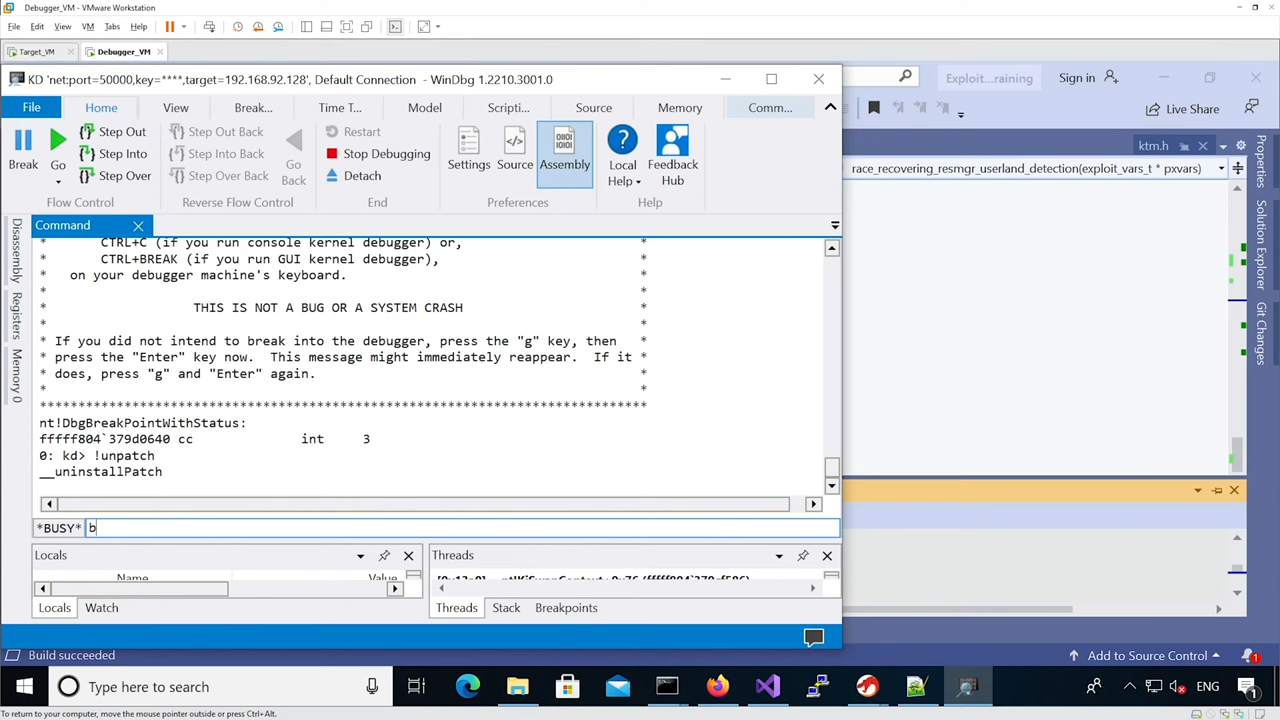 Debugger_VM - VMware Workstation
File Edit View VM Tabs Help
Target_VM Debugger_VM
KD 'net:port=50000,key=****,target=192.168.92.128', Default Connection - WinDbg 1.2210.3001.0
Exploit...raining Sign in
File Home View Break... Time T... Model Scripti... Source Memory Comm...
Live Share
Step Out Step Out Back Restart
Step Into Step Into Back Stop Debugging
Step Over Step Over Back Detach
Break Go Go Back Settings Source Assembly Local Help Feedback Hub
ktm.h
race_recovering_resmgr_userland_detection(exploit_vars_t * pxvars)
Flow Control Reverse Flow Control End Preferences Help
Command
Disassembly
Registers
Memory 0
Properties
Solution Explorer
Git Changes
* CTRL+C (if you run console kernel debugger) or, *
* CTRL+BREAK (if you run GUI kernel debugger), *
* on your debugger machine's keyboard. *
* *
* THIS IS NOT A BUG OR A SYSTEM CRASH *
* *
* If you did not intend to break into the debugger, press the "g" key, then *
* press the "Enter" key now. This message might immediately reappear. If it *
* does, press "g" and "Enter" again. *
* *
*******************************************************************************
nt!DbgBreakPointWithStatus:
fffff804`379d0640 cc int 3
0: kd> !unpatch
__uninstallPatch
*BUSY* b
Locals Threads
Name Value
Locals Watch Threads Stack Breakpoints
Build succeeded Add to Source Control 1
Type here to search ENG 1
To return to your computer, move the mouse pointer outside or press Ctrl+Alt.